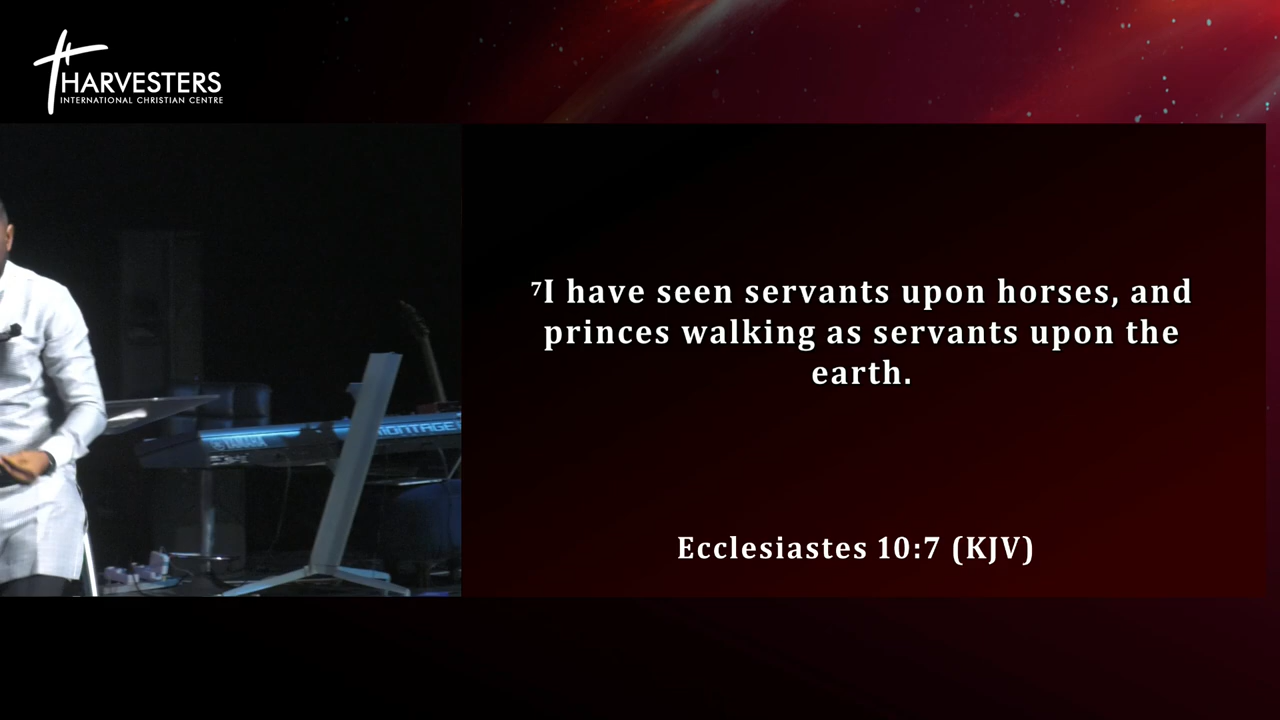 HARVESTERS
INTERNATIONAL CHRISTIAN CENTRE
⁷I have seen servants upon horses, and
princes walking as servants upon the
earth.
YAMAHA
MONTAGE
Ecclesiastes 10:7 (KJV)